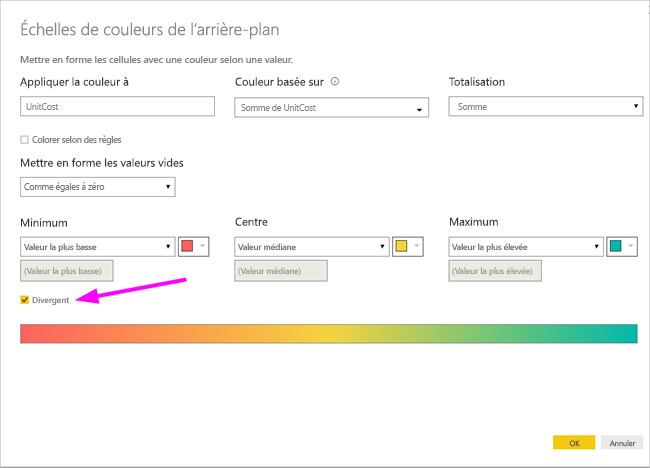 Échelles de couleurs de l'arrière-plan
Mettre en forme les cellules avec une couleur selon une valeur.
Appliquer la couleur à
Couleur basée sur
Totalisation
UnitCost
Somme de UnitCost
Somme
Colorer selon des règles
Mettre en forme les valeurs vides
Comme égales à zéro
Minimum
Centre
Maximum
Valeur la plus basse
Valeur médiane
Valeur la plus élevée
(Valeur la plus basse)
(Valeur médiane)
(Valeur la plus élevée)
Divergent
OK
Annuler